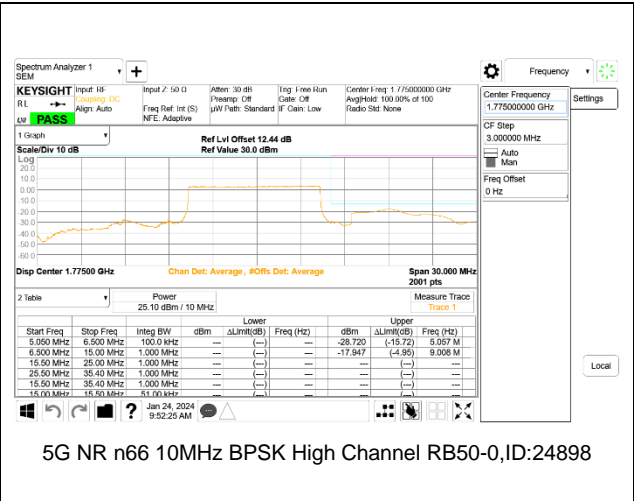 Spectrum Analyzer 1
SEM
+
Frequency
KEYSIGHT Input: RF Input Z: 50 Ω Atten: 30 dB Trig: Free Run Center Freq: 1.775000000 GHz
RL Coupling: DC Preamp: Off Gate: Off Avg|Hold: 100.00% of 100
Align: Auto Freq Ref: Int (S) µW Path: Standard IF Gain: Low Radio Std: None
NFE: Adaptive
PASS
Center Frequency
1.775000000 GHz
Settings
CF Step
3.000000 MHz
Auto
Man
Freq Offset
0 Hz
1 Graph
Scale/Div 10 dB
Ref Lvl Offset 12.44 dB
Ref Value 30.0 dBm
Log
20.0
10.0
0.00
-10.0
-20.0
-30.0
-40.0
-50.0
-60.0
Disp Center 1.77500 GHz
Chan Det: Average, #Offs Det: Average
Span 30.000 MHz
2001 pts
2 Table
Power
25.10 dBm / 10 MHz
Measure Trace
Trace 1
Lower Upper
Start Freq Stop Freq Integ BW dBm ΔLimit(dB) Freq (Hz) dBm ΔLimit(dB) Freq (Hz)
5.050 MHz 6.500 MHz 100.0 kHz --- (---) --- -28.720 (-15.72) 5.057 M
6.500 MHz 15.00 MHz 1.000 MHz --- (---) --- -17.947 (-4.95) 9.008 M
15.50 MHz 25.00 MHz 1.000 MHz --- (---) --- --- (---) ---
25.50 MHz 35.40 MHz 1.000 MHz --- (---) --- --- (---) ---
15.50 MHz 35.40 MHz 1.000 MHz --- (---) --- --- (---) ---
15.00 MHz 15.50 MHz 51.00 kHz --- (---) --- --- (---) ---
Local
? Jan 24, 2024
9:52:25 AM
5G NR n66 10MHz BPSK High Channel RB50-0,ID:24898